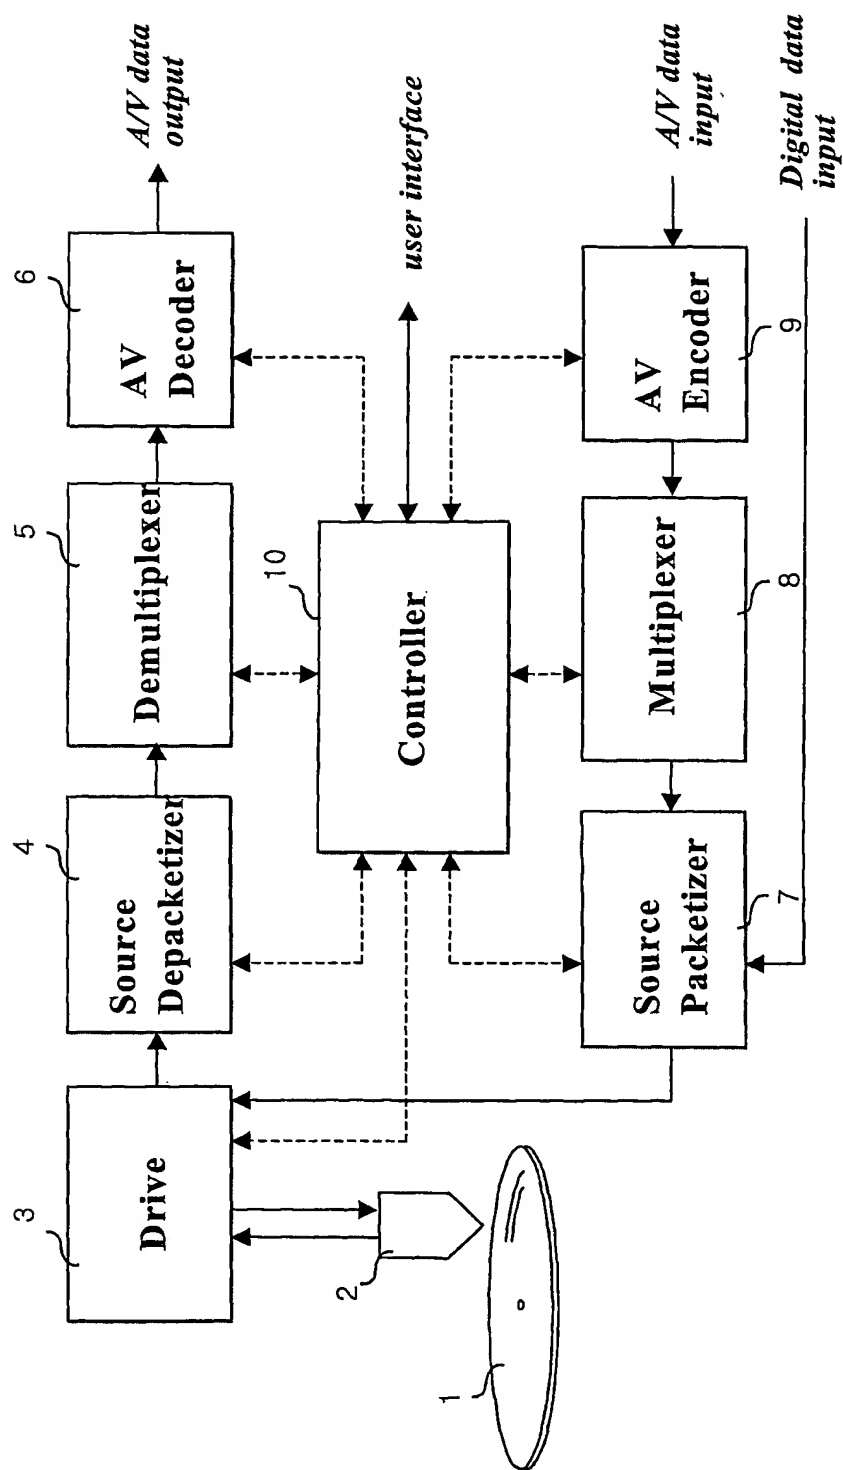 3
Drive
4
Source
Depacketizer
5
Demultiplexer
6
AV
Decoder
A/V data
output
2
1
10
Controller
user interface
Source
Packetizer
7
Multiplexer
8
AV
Encoder
9
A/V data
input
Digital data
input